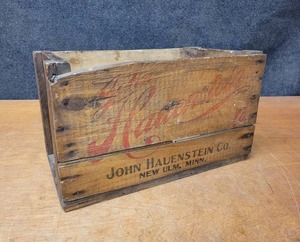 Hauenstein
JOHN HAUENSTEIN CO.
NEW ULM, MINN.